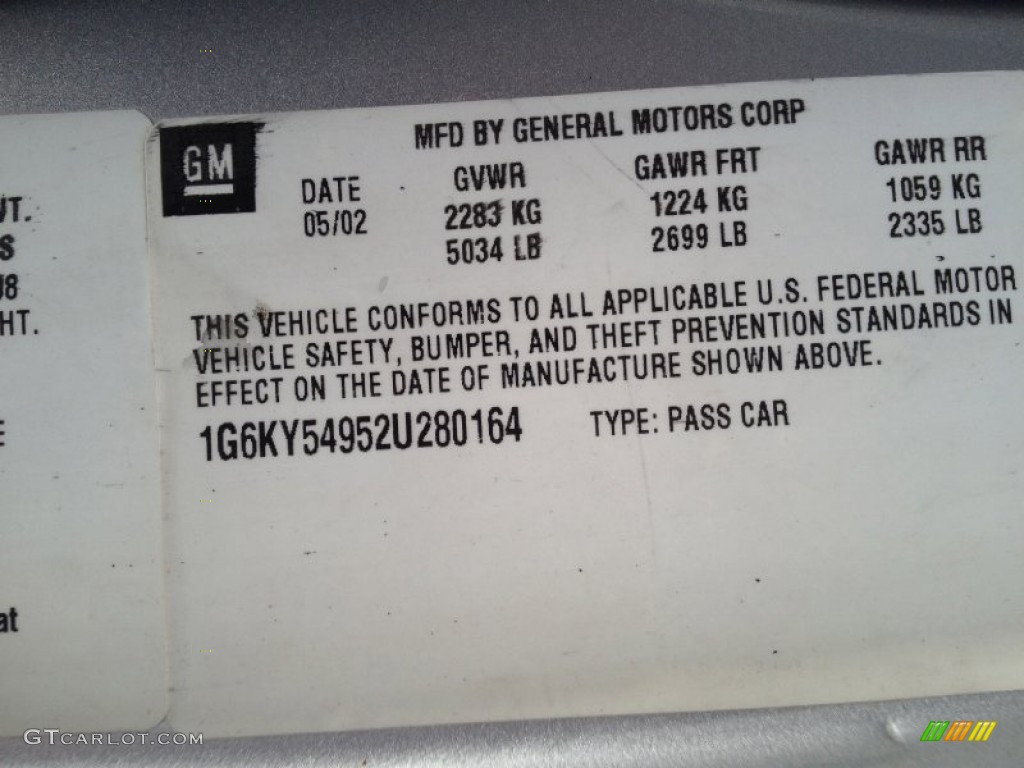 GM
MFD BY GENERAL MOTORS CORP
DATE GVWR GAWR FRT GAWR RR
05/02 2283 KG 1224 KG 1059 KG
5034 LB 2699 LB 2335 LB
THIS VEHICLE CONFORMS TO ALL APPLICABLE U.S. FEDERAL MOTOR
VEHICLE SAFETY, BUMPER, AND THEFT PREVENTION STANDARDS IN
EFFECT ON THE DATE OF MANUFACTURE SHOWN ABOVE.
1G6KY54952U280164 TYPE: PASS CAR
GTCARLOT.COM